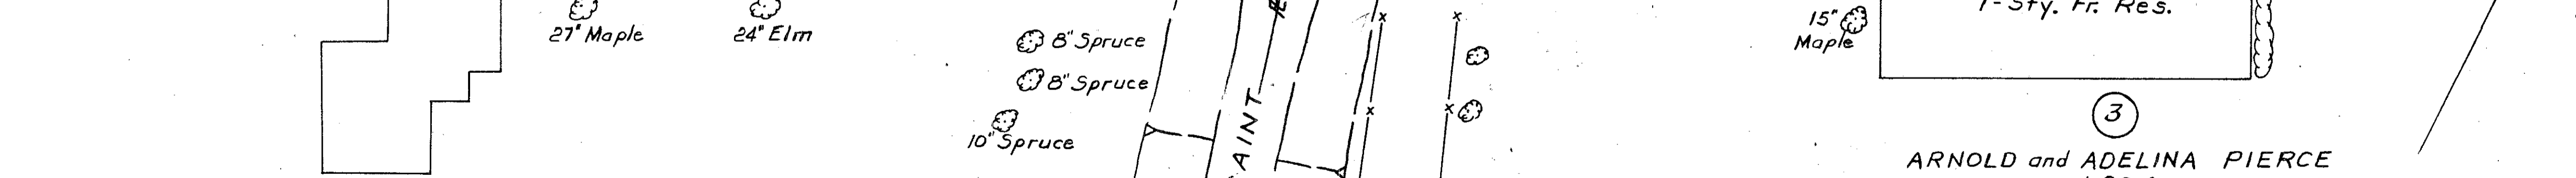 27" Maple
24" Elm
8" Spruce
8" Spruce
10" Spruce
AINT
15"
Maple
1-Sty. Fr. Res.
3
ARNOLD and ADELINA PIERCE